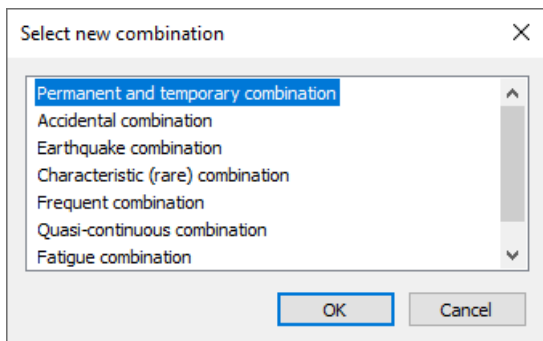 Select new combination
Permanent and temporary combination
Accidental combination
Earthquake combination
Characteristic (rare) combination
Frequent combination
Quasi-continuous combination
Fatigue combination
OK Cancel